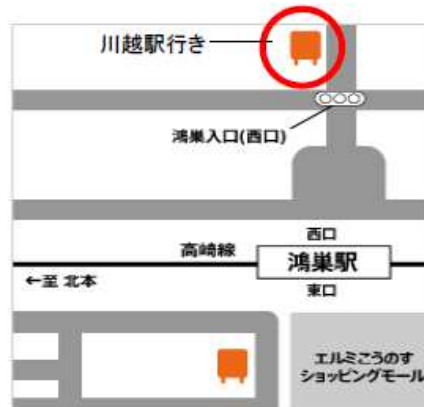 川越駅行き
鴻巣入口(西口)
西口
高崎線
鴻巣駅
←至 北本
東口
エルミこうのす
ショッピングモール